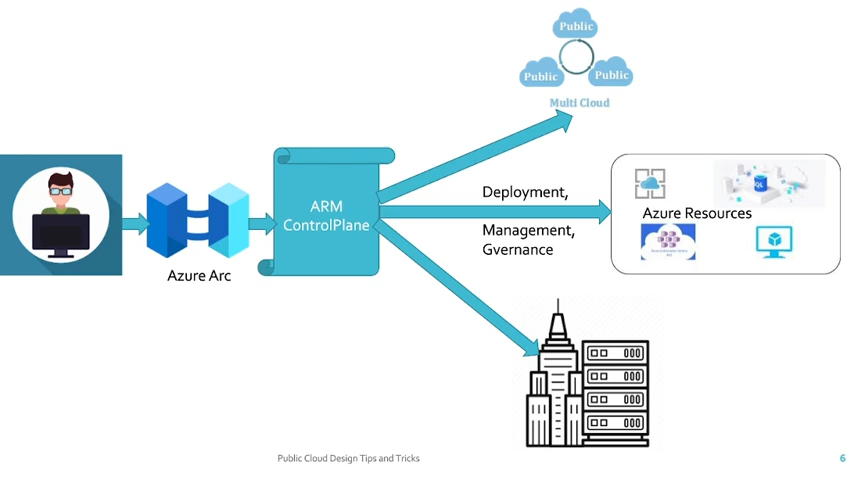 Public
Public
Public
Multi Cloud
ARM
ControlPlane
Azure Arc
Deployment,
Management,
Gvernance
QL
Azure Resources
Public Cloud Design Tips and Tricks
6